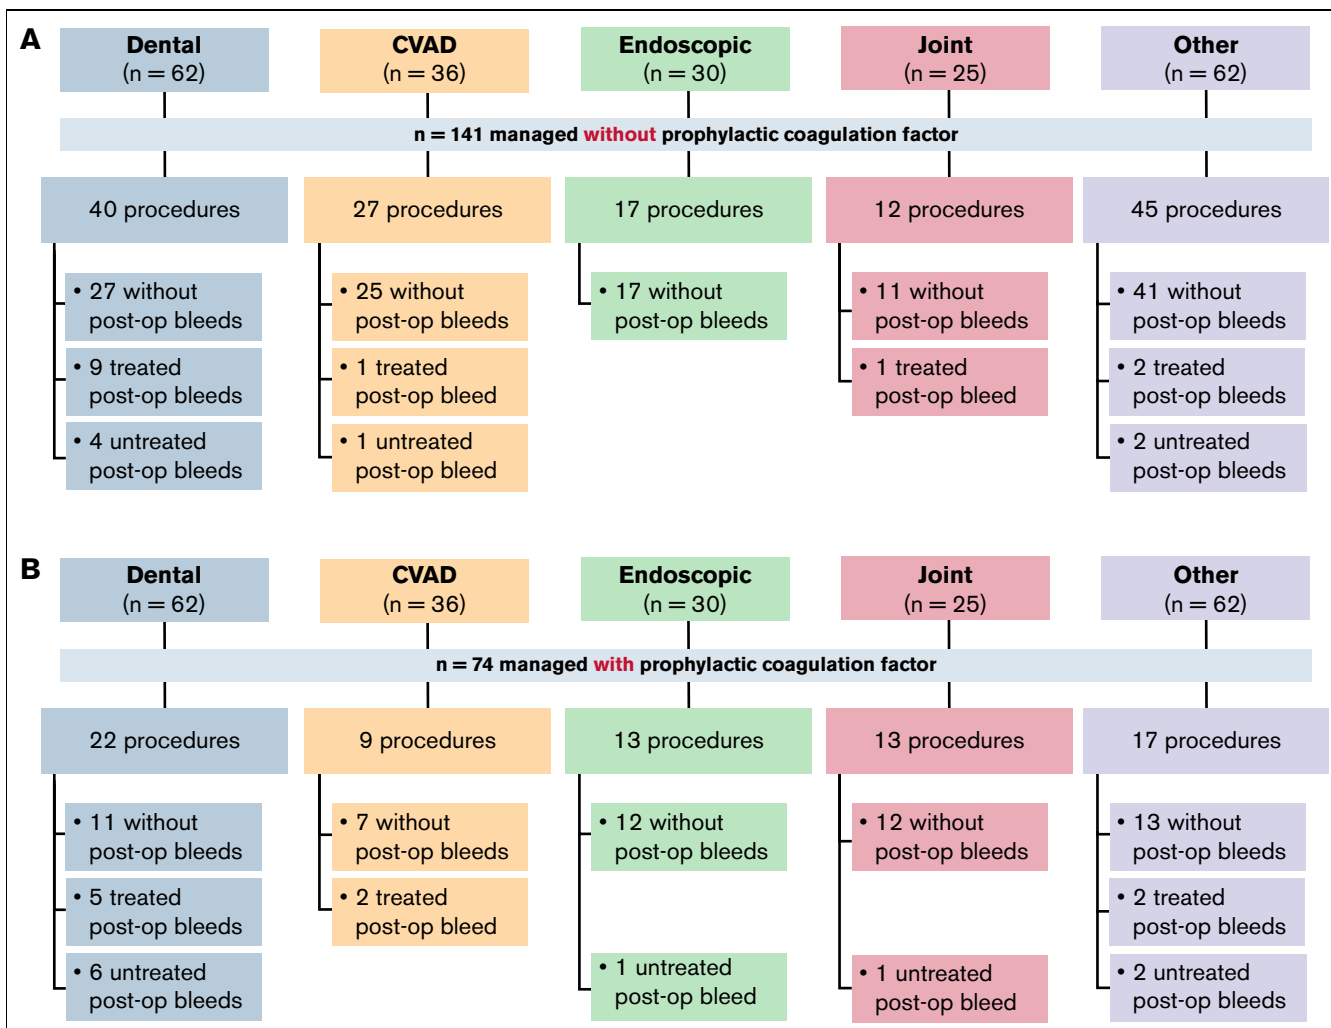 A
Dental
(n = 62)
CVAD
(n = 36)
Endoscopic
(n = 30)
Joint
(n = 25)
Other
(n = 62)
n = 141 managed without prophylactic coagulation factor
40 procedures
27 procedures
17 procedures
12 procedures
45 procedures
• 27 without
post-op bleeds
• 9 treated
post-op bleeds
• 4 untreated
post-op bleeds
• 25 without
post-op bleeds
• 1 treated
post-op bleed
• 1 untreated
post-op bleed
• 17 without
post-op bleeds
• 11 without
post-op bleeds
• 1 treated
post-op bleed
• 41 without
post-op bleeds
• 2 treated
post-op bleeds
• 2 untreated
post-op bleeds
B
Dental
(n = 62)
CVAD
(n = 36)
Endoscopic
(n = 30)
Joint
(n = 25)
Other
(n = 62)
n = 74 managed with prophylactic coagulation factor
22 procedures
9 procedures
13 procedures
13 procedures
17 procedures
• 11 without
post-op bleeds
• 5 treated
post-op bleeds
• 6 untreated
post-op bleeds
• 7 without
post-op bleeds
• 2 treated
post-op bleed
• 12 without
post-op bleeds
• 1 untreated
post-op bleed
• 12 without
post-op bleeds
• 1 untreated
post-op bleed
• 13 without
post-op bleeds
• 2 treated
post-op bleeds
• 2 untreated
post-op bleeds